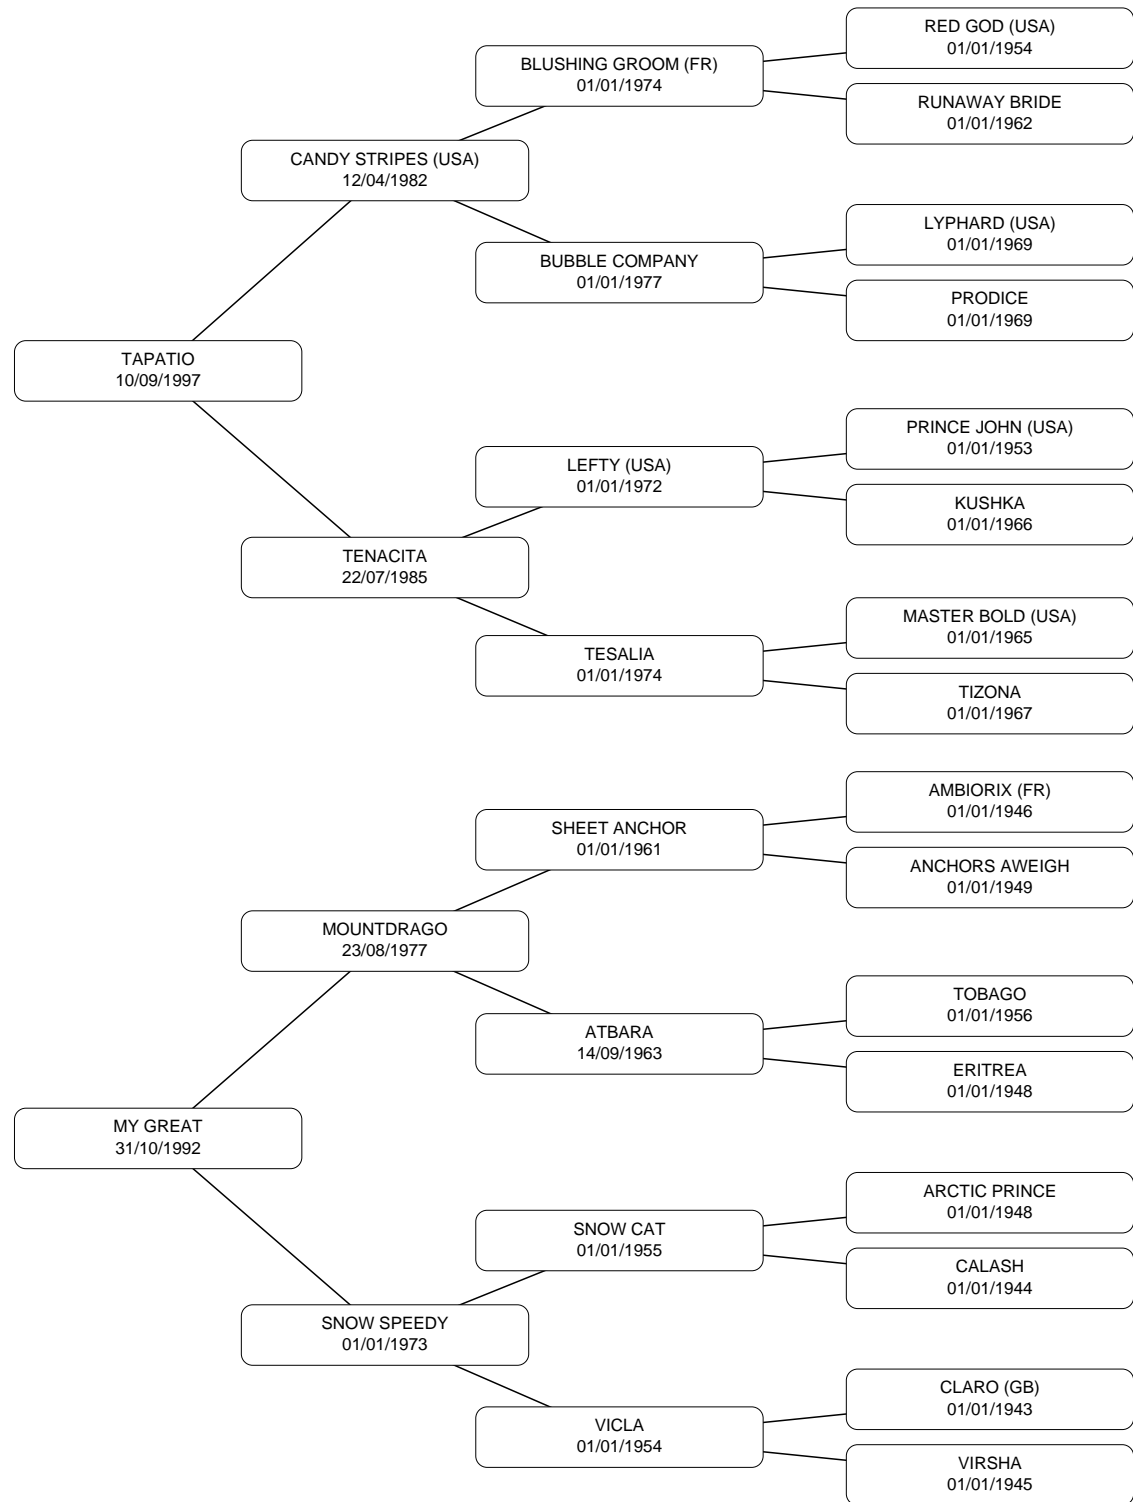 RED GOD (USA)
01/01/1954
BLUSHING GROOM (FR)
01/01/1974
RUNAWAY BRIDE
01/01/1962
CANDY STRIPES (USA)
12/04/1982
LYPHARD (USA)
01/01/1969
BUBBLE COMPANY
01/01/1977
PRODICE
01/01/1969
TAPATIO
10/09/1997
PRINCE JOHN (USA)
01/01/1953
LEFTY (USA)
01/01/1972
KUSHKA
01/01/1966
TENACITA
22/07/1985
MASTER BOLD (USA)
01/01/1965
TESALIA
01/01/1974
TIZONA
01/01/1967
AMBIORIX (FR)
01/01/1946
SHEET ANCHOR
01/01/1961
ANCHORS AWEIGH
01/01/1949
MOUNTDRAGO
23/08/1977
TOBAGO
01/01/1956
ATBARA
14/09/1963
ERITREA
01/01/1948
MY GREAT
31/10/1992
ARCTIC PRINCE
01/01/1948
SNOW CAT
01/01/1955
CALASH
01/01/1944
SNOW SPEEDY
01/01/1973
CLARO (GB)
01/01/1943
VICLA
01/01/1954
VIRSHA
01/01/1945